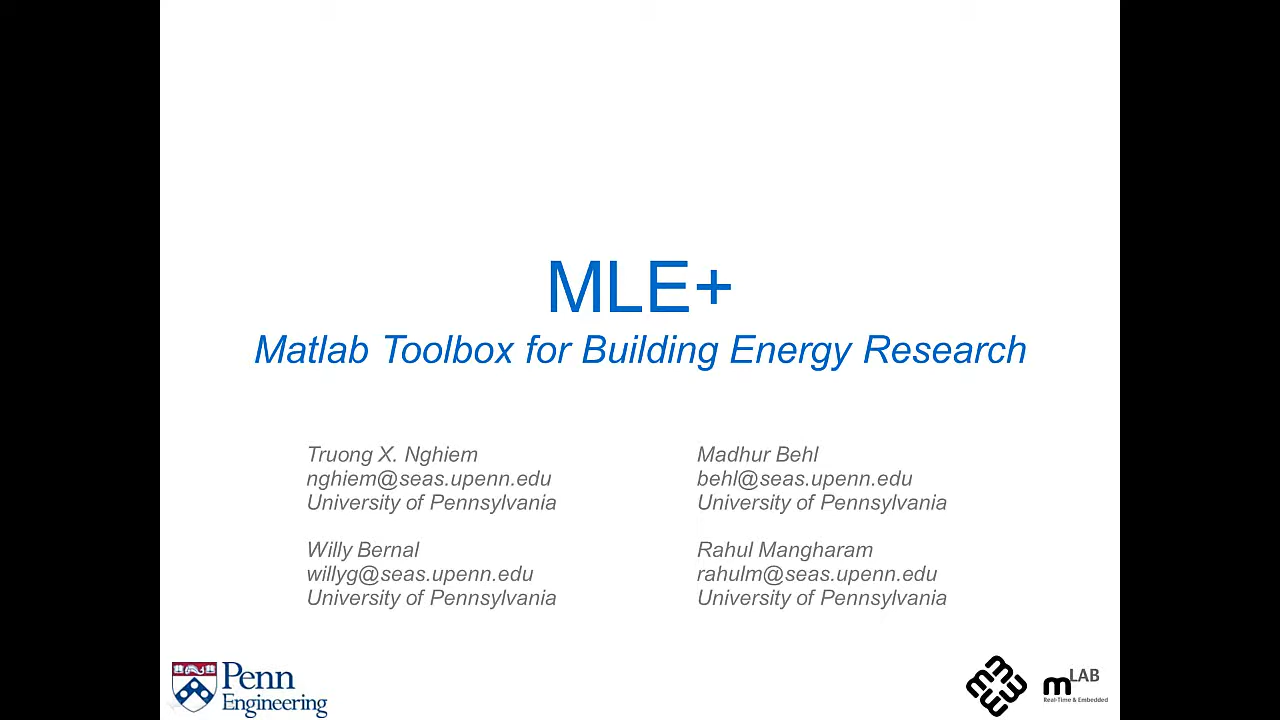 MLE+
Matlab Toolbox for Building Energy Research
Truong X. Nghiem
nghiem@seas.upenn.edu
University of Pennsylvania
Madhur Behl
behl@seas.upenn.edu
University of Pennsylvania
Willy Bernal
willyg@seas.upenn.edu
University of Pennsylvania
Rahul Mangharam
rahulm@seas.upenn.edu
University of Pennsylvania
Penn
Engineering
mLAB
Real-Time & Embedded